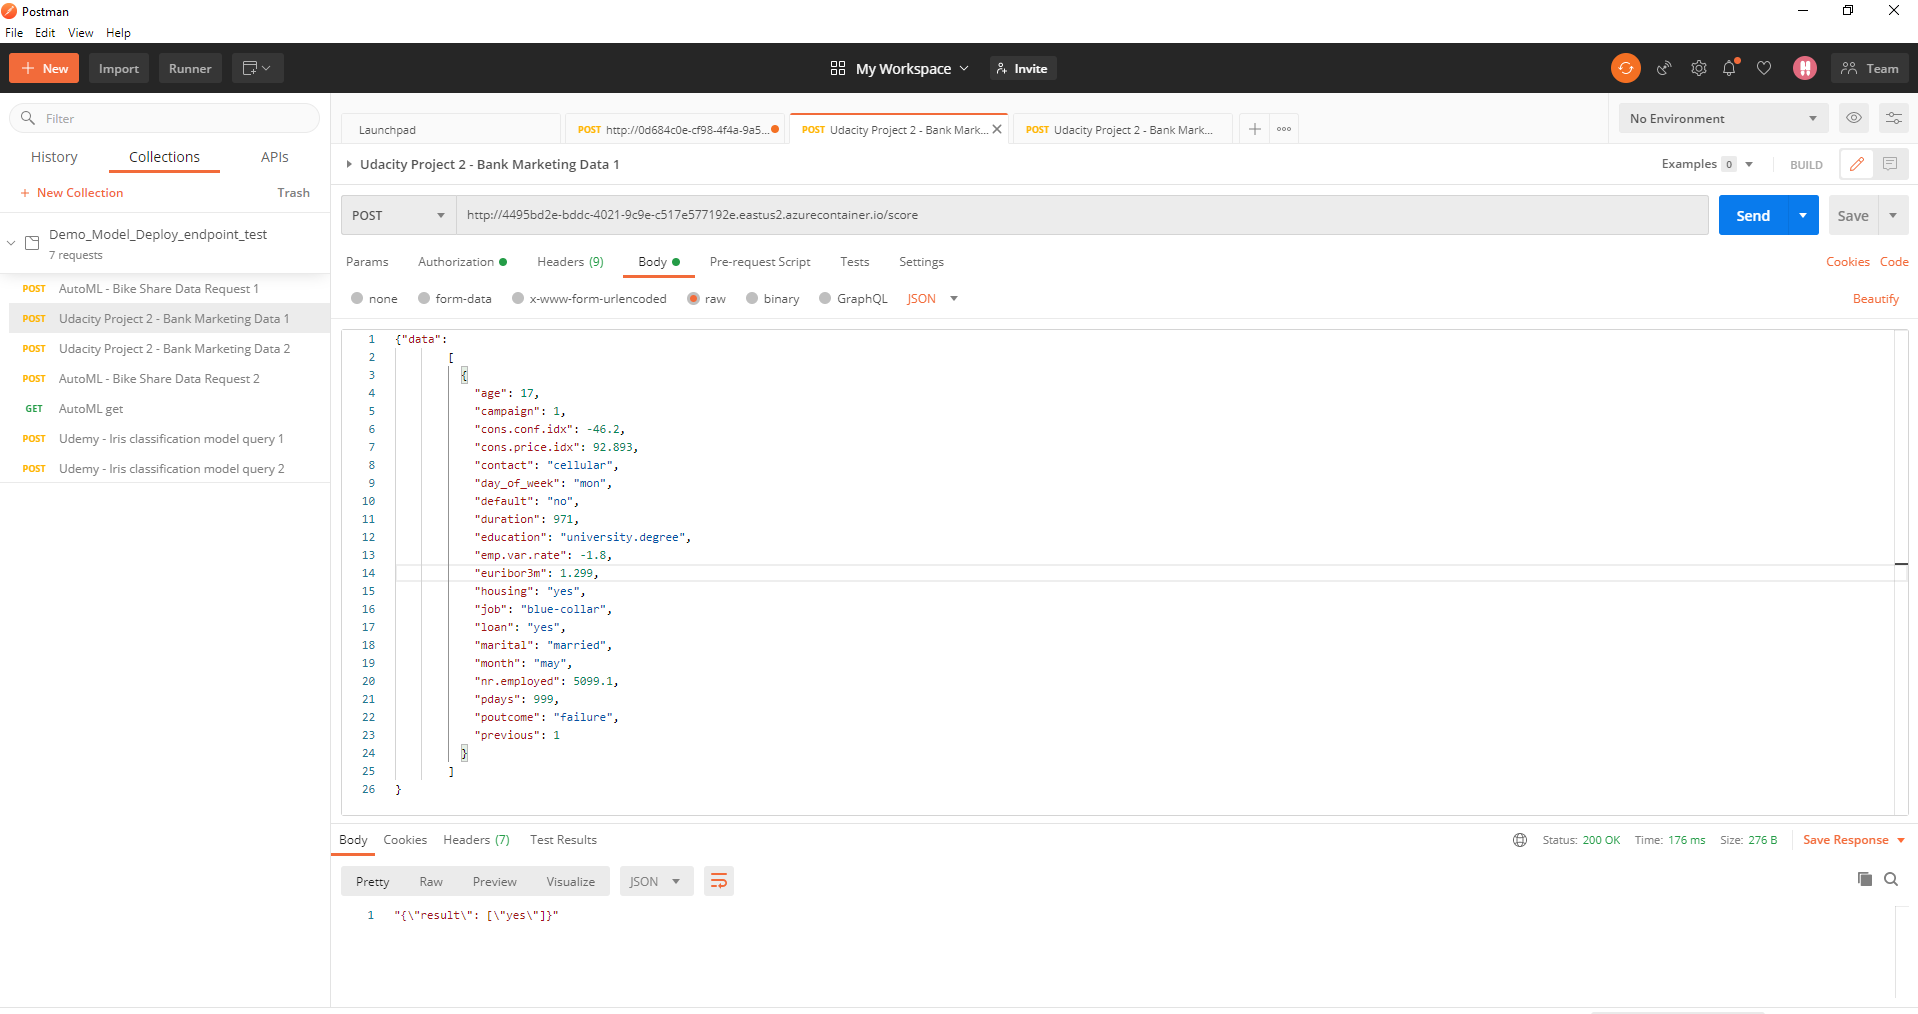 Postman
File Edit View Help
+ New Import Runner My Workspace Invite Team
Filter
History Collections APIs
+ New Collection Trash
Demo_Model_Deploy_endpoint_test
7 requests
POST AutoML - Bike Share Data Request 1
POST Udacity Project 2 - Bank Marketing Data 1
POST Udacity Project 2 - Bank Marketing Data 2
POST AutoML - Bike Share Data Request 2
GET AutoML get
POST Udemy - Iris classification model query 1
POST Udemy - Iris classification model query 2
Launchpad POST http://0d684c0e-cf98-4f4a-9a5... POST Udacity Project 2 - Bank Mark... POST Udacity Project 2 - Bank Mark... No Environment
Udacity Project 2 - Bank Marketing Data 1 Examples 0 BUILD
POST http://4495bd2e-bddc-4021-9c9e-c517e577192e.eastus2.azurecontainer.io/score Send Save
Params Authorization Headers (9) Body Pre-request Script Tests Settings Cookies Code
none form-data x-www-form-urlencoded raw binary GraphQL JSON Beautify
1 {"data":
2 [
3 {
4 "age": 17,
5 "campaign": 1,
6 "cons.conf.idx": -46.2,
7 "cons.price.idx": 92.893,
8 "contact": "cellular",
9 "day_of_week": "mon",
10 "default": "no",
11 "duration": 971,
12 "education": "university.degree",
13 "emp.var.rate": -1.8,
14 "euribor3m": 1.299,
15 "housing": "yes",
16 "job": "blue-collar",
17 "loan": "yes",
18 "marital": "married",
19 "month": "may",
20 "nr.employed": 5099.1,
21 "pdays": 999,
22 "poutcome": "failure",
23 "previous": 1
24 }
25 ]
26 }
Body Cookies Headers (7) Test Results Status: 200 OK Time: 176 ms Size: 276 B Save Response
Pretty Raw Preview Visualize JSON
1 "{\"result\": [\"yes\"]}"